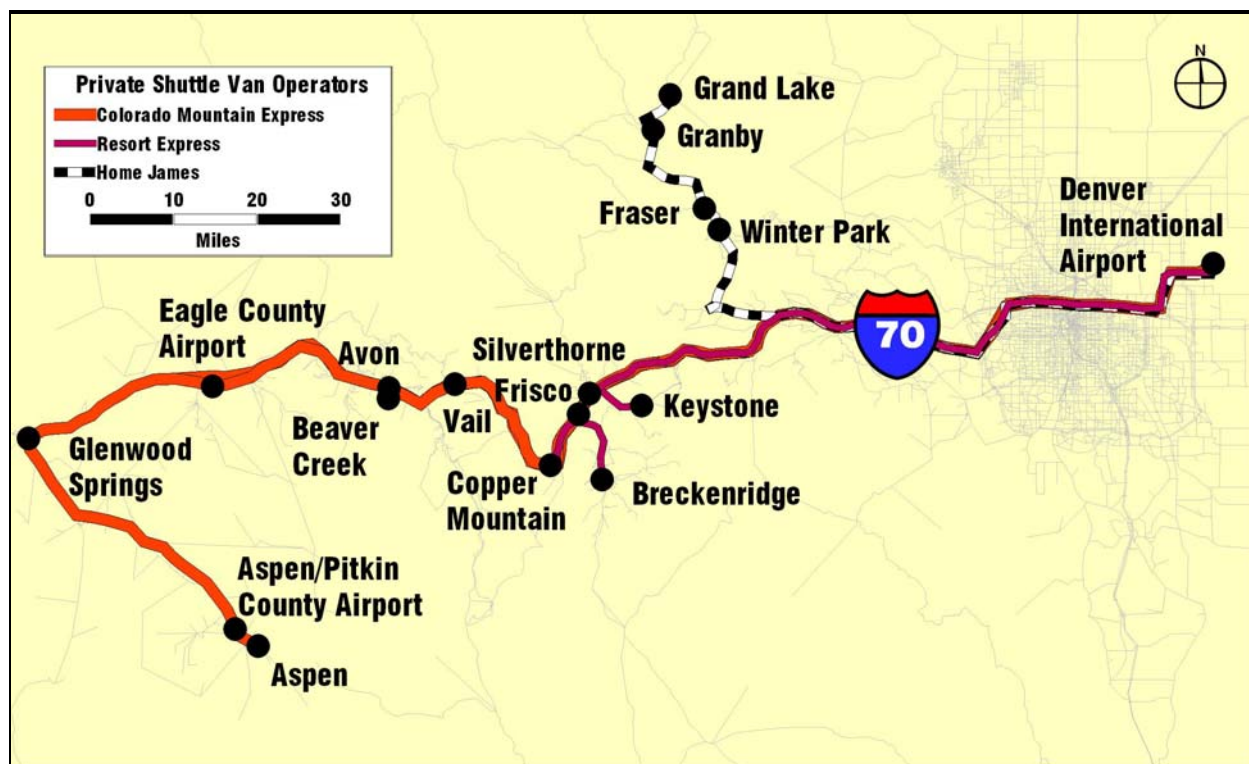 Private Shuttle Van Operators
Colorado Mountain Express
Resort Express
Home James
0 10 20 30
Miles
N
Grand Lake
Granby
Fraser
Winter Park
Denver
International
Airport
70
Eagle County
Airport
Avon
Silverthorne
Frisco
Keystone
Vail
Beaver
Creek
Glenwood
Springs
Copper
Mountain
Breckenridge
Aspen/Pitkin
County Airport
Aspen